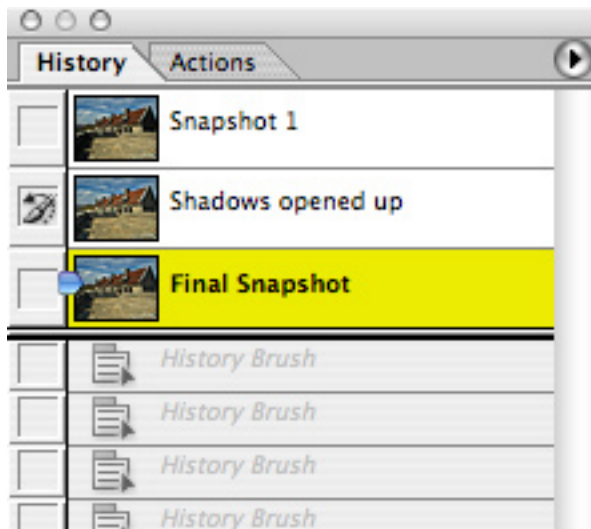 History Actions
Snapshot 1
Shadows opened up
Final Snapshot
History Brush
History Brush
History Brush
History Brush